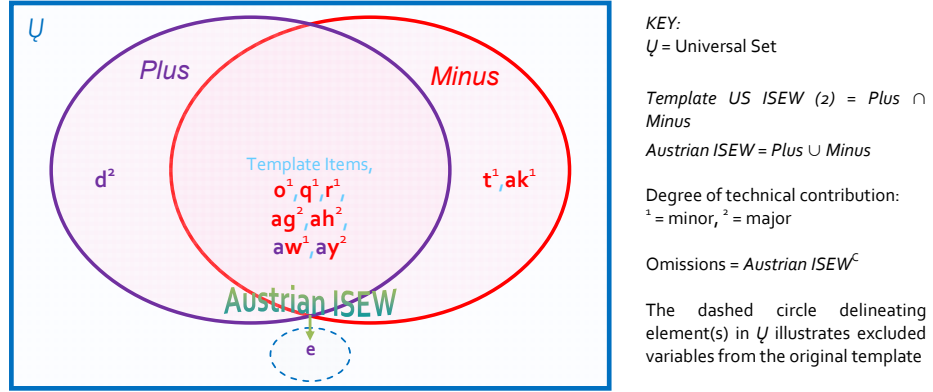 Ų
Plus
Minus
Template Items,
o¹,q¹,r¹,
ag²,ah²,
aw¹,ay²
d²
t¹,ak¹
Austrian ISEW
e
KEY:
Ų = Universal Set
Template US ISEW (2) = Plus ∩
Minus
Austrian ISEW = Plus ∪ Minus
Degree of technical contribution:
¹ = minor, ² = major
Omissions = Austrian ISEWᶜ
The dashed circle delineating
element(s) in Ų illustrates excluded
variables from the original template